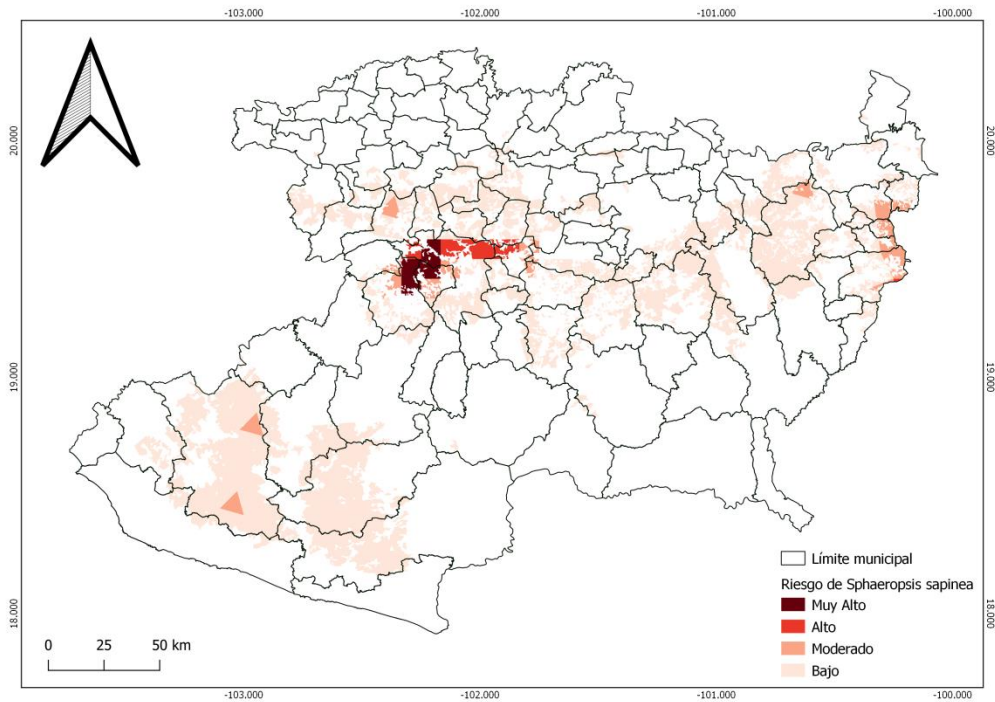 -103.000 -102.000 -101.000 -100.000
20.000 20.000
19.000 19.000
18.000 18.000
Límite municipal
Riesgo de Sphaeropsis sapinea
Muy Alto
Alto
Moderado
Bajo
0 25 50 km
-103.000 -102.000 -101.000 -100.000